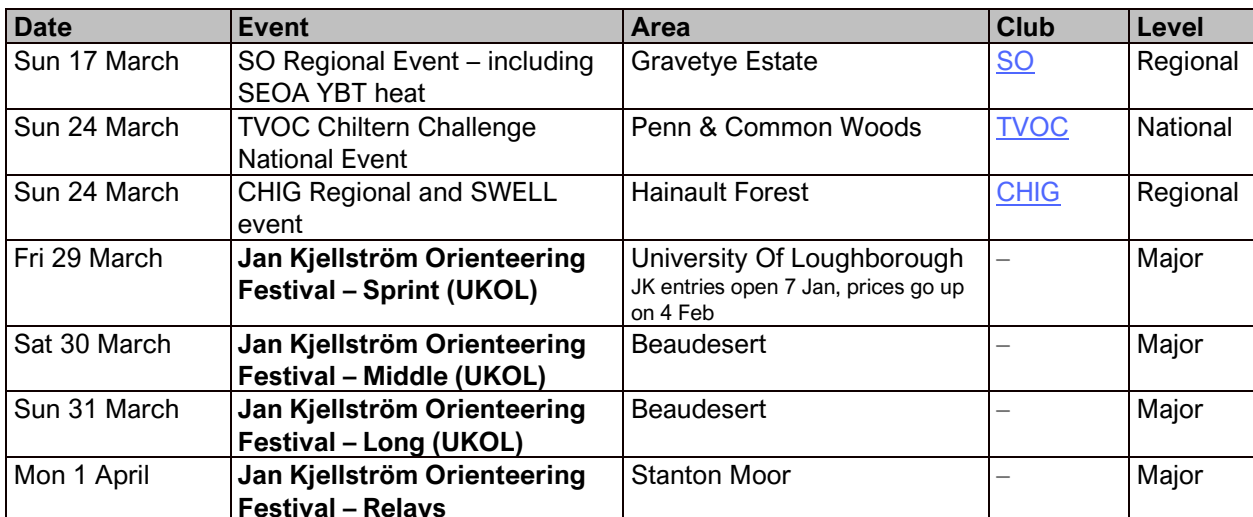 Date Event Area Club Level
Sun 17 March SO Regional Event – including Gravetye Estate SO Regional
SEOA YBT heat
Sun 24 March TVOC Chiltern Challenge Penn & Common Woods TVOC National
National Event
Sun 24 March CHIG Regional and SWELL Hainault Forest CHIG Regional
event
Fri 29 March Jan Kjellström Orienteering University Of Loughborough – Major
Festival – Sprint (UKOL) JK entries open 7 Jan, prices go up
on 4 Feb
Sat 30 March Jan Kjellström Orienteering Beaudesert – Major
Festival – Middle (UKOL)
Sun 31 March Jan Kjellström Orienteering Beaudesert – Major
Festival – Long (UKOL)
Mon 1 April Jan Kjellström Orienteering Stanton Moor – Major
Festival – Relays